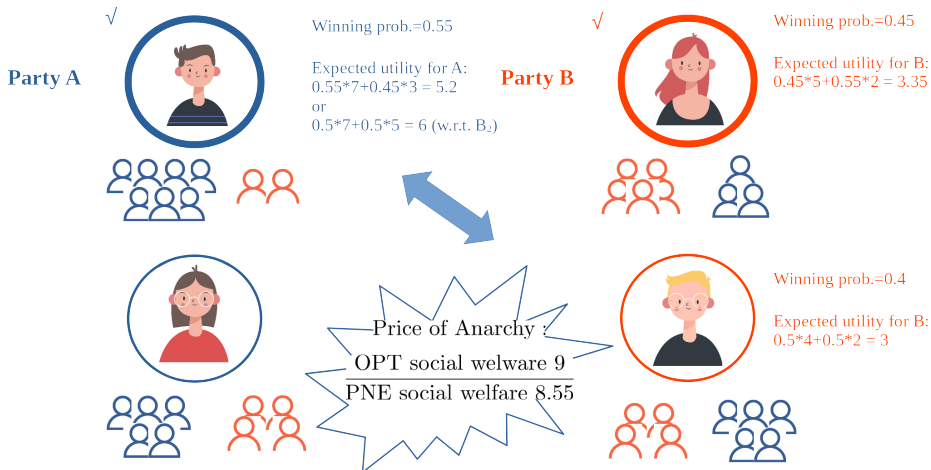 √
Party A
Winning prob.=0.55
Expected utility for A:
0.55*7+0.45*3 = 5.2
or
0.5*7+0.5*5 = 6 (w.r.t. B₂)
√
Party B
Winning prob.=0.45
Expected utility for B:
0.45*5+0.55*2 = 3.35
Price of Anarchy :
OPT social welware 9
PNE social welfare 8.55
Winning prob.=0.4
Expected utility for B:
0.5*4+0.5*2 = 3